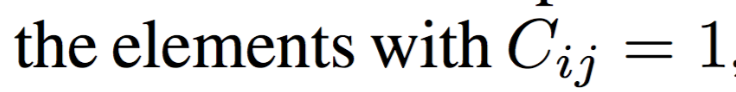 the elements with $C_{ij} = 1$,